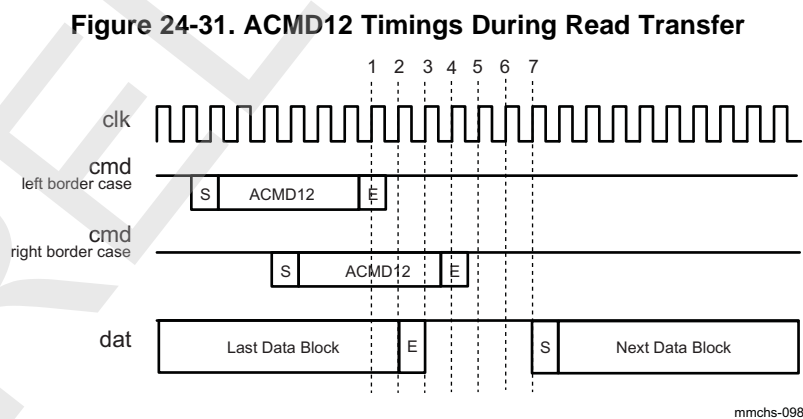 Figure 24-31. ACMD12 Timings During Read Transfer
1 2 3 4 5 6 7
clk
cmd
left border case
S ACMD12 E
cmd
right border case
S ACMD12 E
dat
Last Data Block E S Next Data Block
mmchs-098